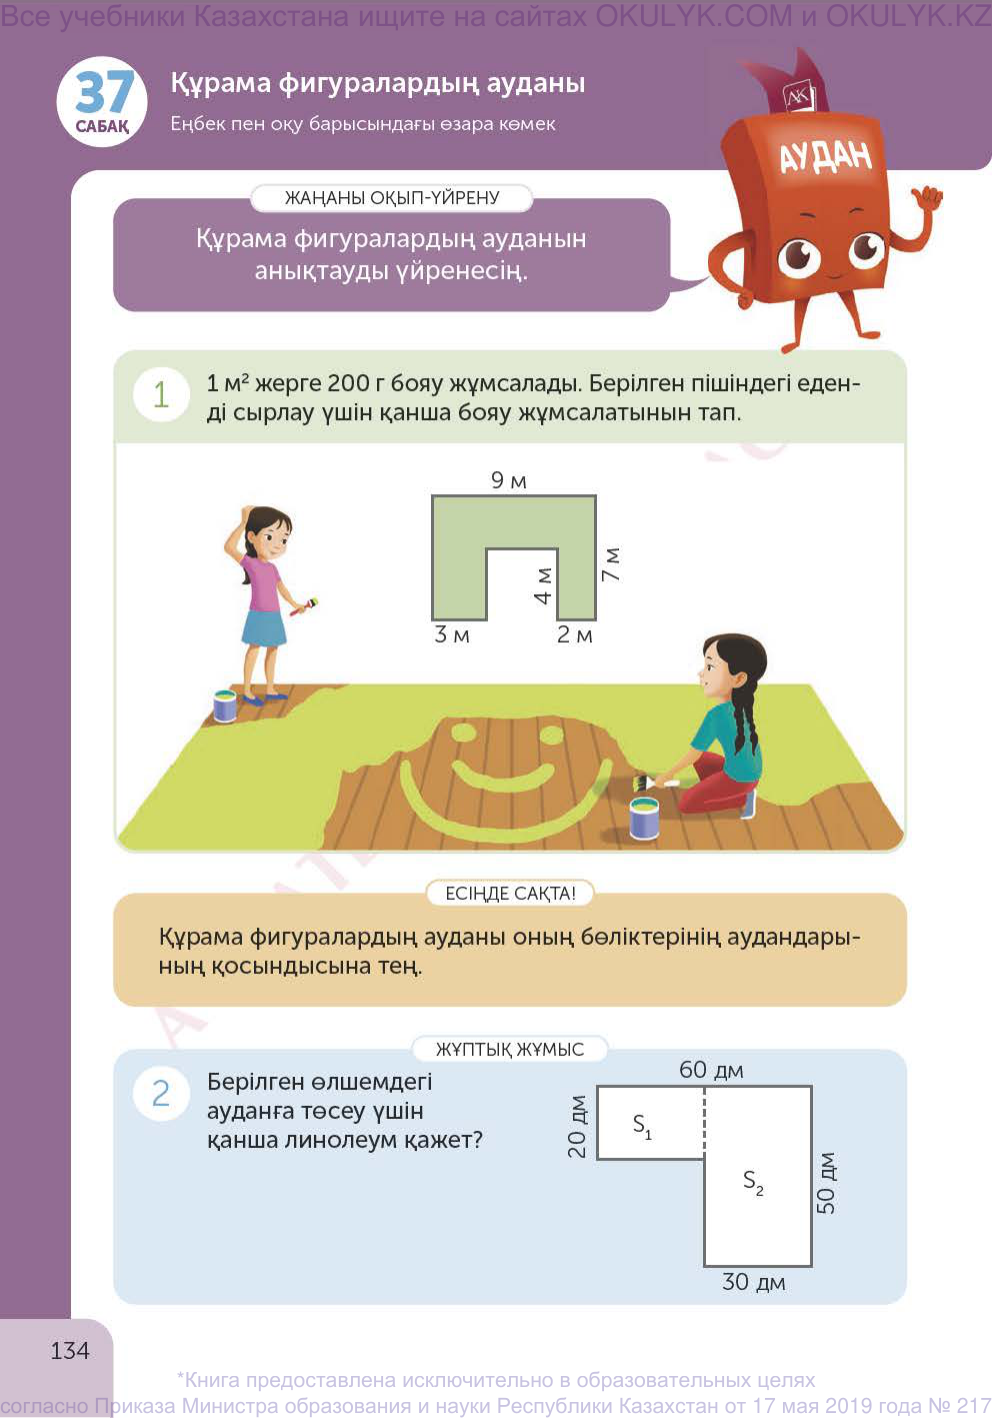 Все учебники Казахстана ищите на сайтах OKULYK.COM и OKULYK.KZ
37
САБАҚ
Құрама фигуралардың ауданы
Еңбек пен оқу барысындағы өзара көмек
АК
АУДАН
ЖАҢАНЫ ОҚЫП-ҮЙРЕНУ
Құрама фигуралардың ауданын
анықтауды үйренесің.
1
1 м² жерге 200 г бояу жұмсалады. Берілген пішіндегі еден-
ді сырлау үшін қанша бояу жұмсалатынын тап.
9 м
7 м
4 м
3 м
2 м
ЕСІҢДЕ САҚТА!
Құрама фигуралардың ауданы оның бөліктерінің аудандары-
ның қосындысына тең.
ЖҰПТЫҚ ЖҰМЫС
2
Берілген өлшемдегі
ауданға төсеу үшін
қанша линолеум қажет?
60 дм
20 дм
S₁
S₂
50 дм
30 дм
134
*Книга предоставлена исключительно в образовательных целях
согласно Приказа Министра образования и науки Республики Казахстан от 17 мая 2019 года № 217